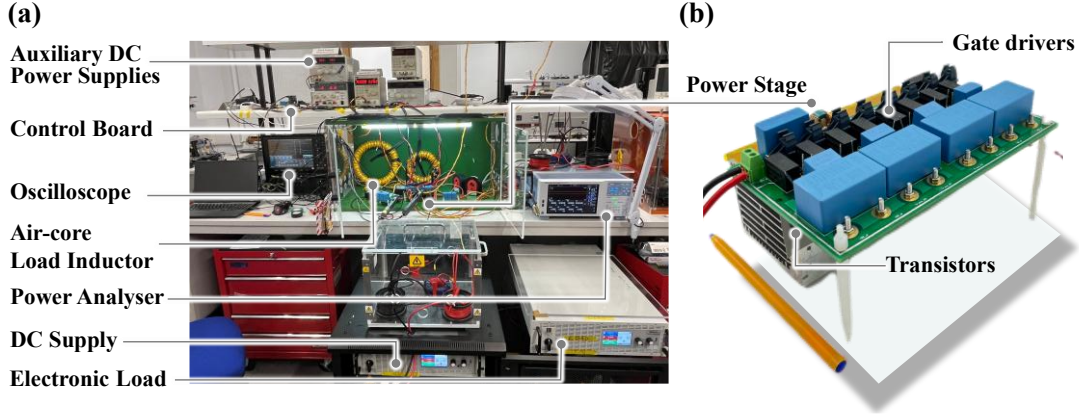 (a)
Auxiliary DC
Power Supplies
Control Board
Oscilloscope
Air-core
Load Inductor
Power Analyser
DC Supply
Electronic Load
(b)
Gate drivers
Power Stage
Transistors